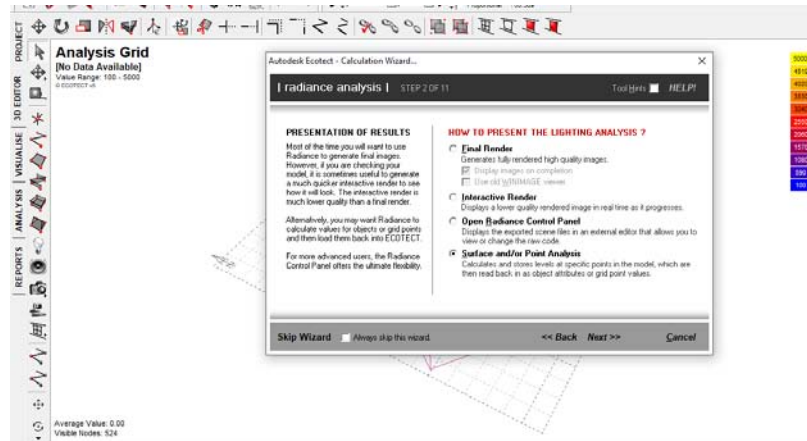 PROJECT
3D EDITOR
VISUALISE
ANALYSIS
REPORTS
Analysis Grid
[No Data Available]
Value Range: 100 - 5000
© ECOTECT v5
Autodesk Ecotect - Calculation Wizard...
| radiance analysis | STEP 2 OF 11
Tool Hints HELP!
PRESENTATION OF RESULTS
Most of the time you will want to use
Radiance to generate final images.
However, if you are checking your
model, it is sometimes useful to generate
a much quicker interactive render to see
how it will look. The interactive render is
much lower quality than a final render.
Alternatively, you may want Radiance to
calculate values for objects or grid points
and then load them back into ECOTECT.
For more advanced users, the Radiance
Control Panel offers the ultimate flexibility.
HOW TO PRESENT THE LIGHTING ANALYSIS ?
Final Render
Generates fully rendered high quality images.
Display images on completion
Use old WINIMAGE viewer
Interactive Render
Displays a lower quality rendered image in real time as it progresses.
Open Radiance Control Panel
Displays the exported scene files in an external editor that allows you to
view or change the raw code.
Surface and/or Point Analysis
Calculates and stores levels at specific points in the model, which are
then read back in as object attributes or grid point values.
Skip Wizard Always skip this wizard.
<< Back Next >> Cancel
5000
100
Average Value: 0.00
Visible Nodes: 524